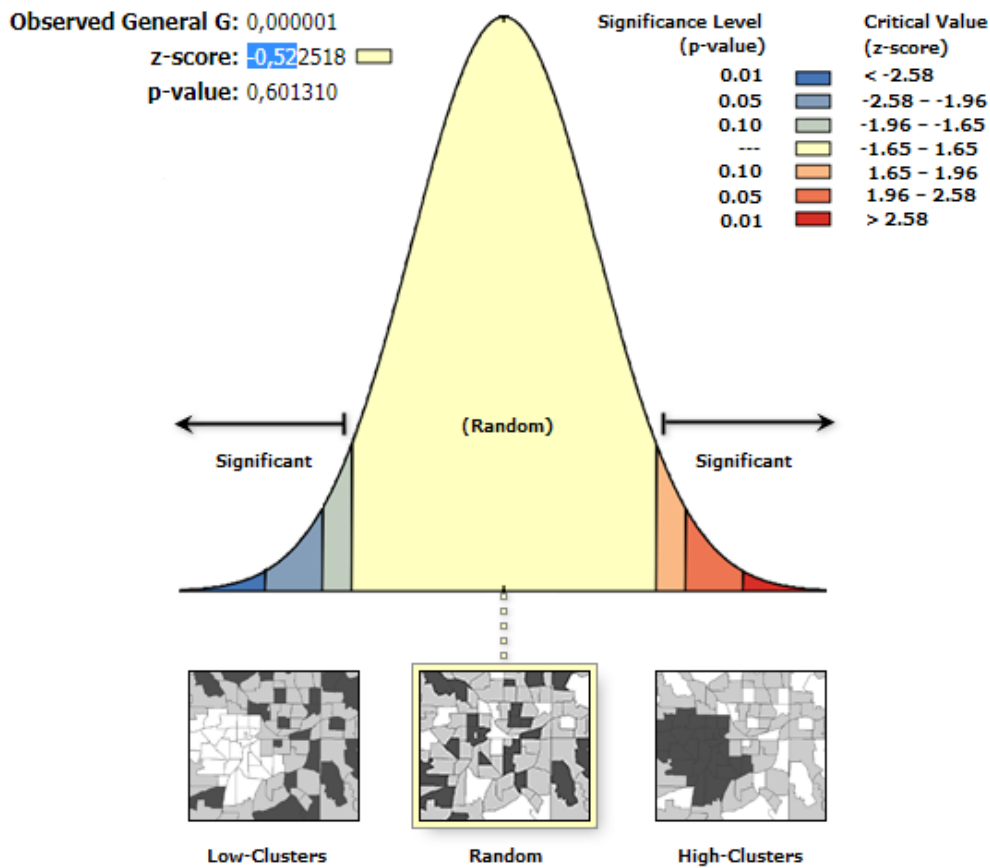 Observed General G: 0,000001
z-score: -0,522518
p-value: 0,601310
Significance Level
(p-value)
Critical Value
(z-score)
0.01 < -2.58
0.05 -2.58 – -1.96
0.10 -1.96 – -1.65
--- -1.65 – 1.65
0.10 1.65 – 1.96
0.05 1.96 – 2.58
0.01 > 2.58
(Random)
Significant
Significant
Low-Clusters
Random
High-Clusters